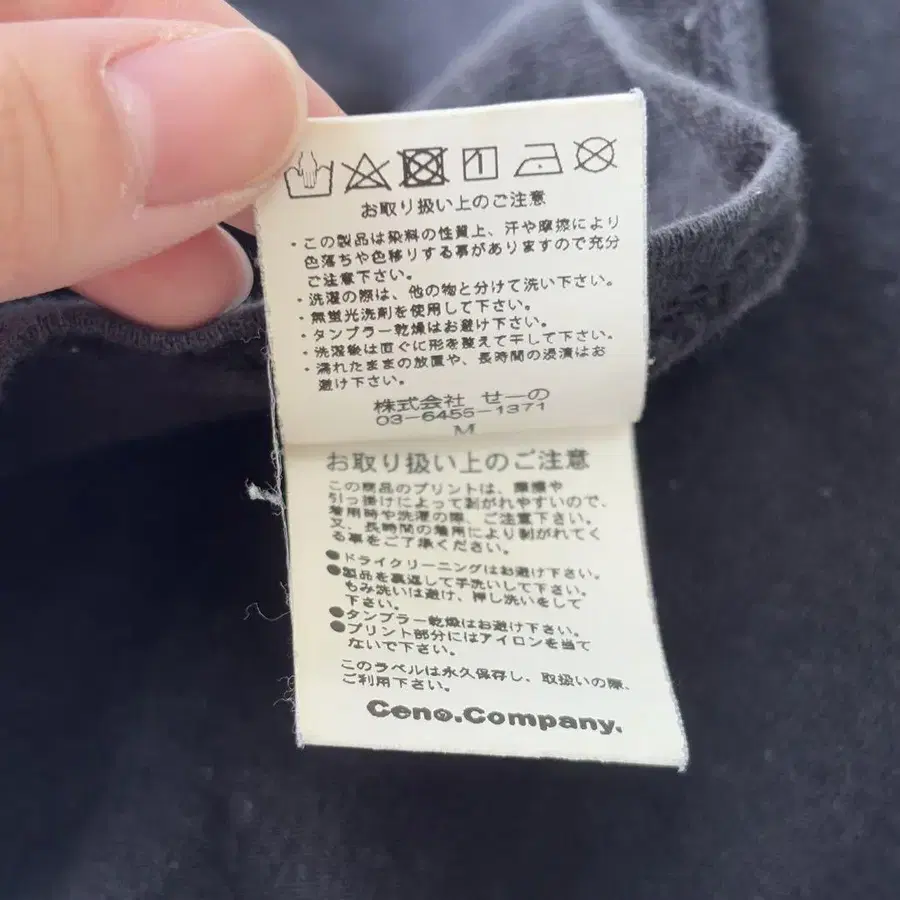 お取り扱い上のご注意
・この製品は染料の性質上、汗や摩擦により
色落ちや色移りする事がありますので充分
ご注意下さい。
・洗濯の際は、他の物と分けて洗い下さい。
・無蛍光洗剤を使用して下さい。
・タンブラー乾燥はお避け下さい。
・洗濯後は直ぐに形を整えて干して下さい。
・濡れたままの放置や、長時間の浸漬はお
避け下さい。
株式会社 せーの
03-6455-1371
M
お取り扱い上のご注意
この商品のプリントは、摩擦や
引っ掛けによって剥がれやすいので、
着用時や洗濯の際、ご注意下さい。
又、長時間の着用により剥がれてく
る事をご了承ください。
●ドライクリーニングはお避け下さい。
●製品を裏返して手洗いして下さい。
もみ洗いは避け、押し洗いをして
下さい。
●タンブラー乾燥はお避け下さい。
●プリント部分にはアイロンを当て
ないで下さい。
このラベルは永久保存し、取扱いの際、
ご利用下さい。
Ceno.Company.